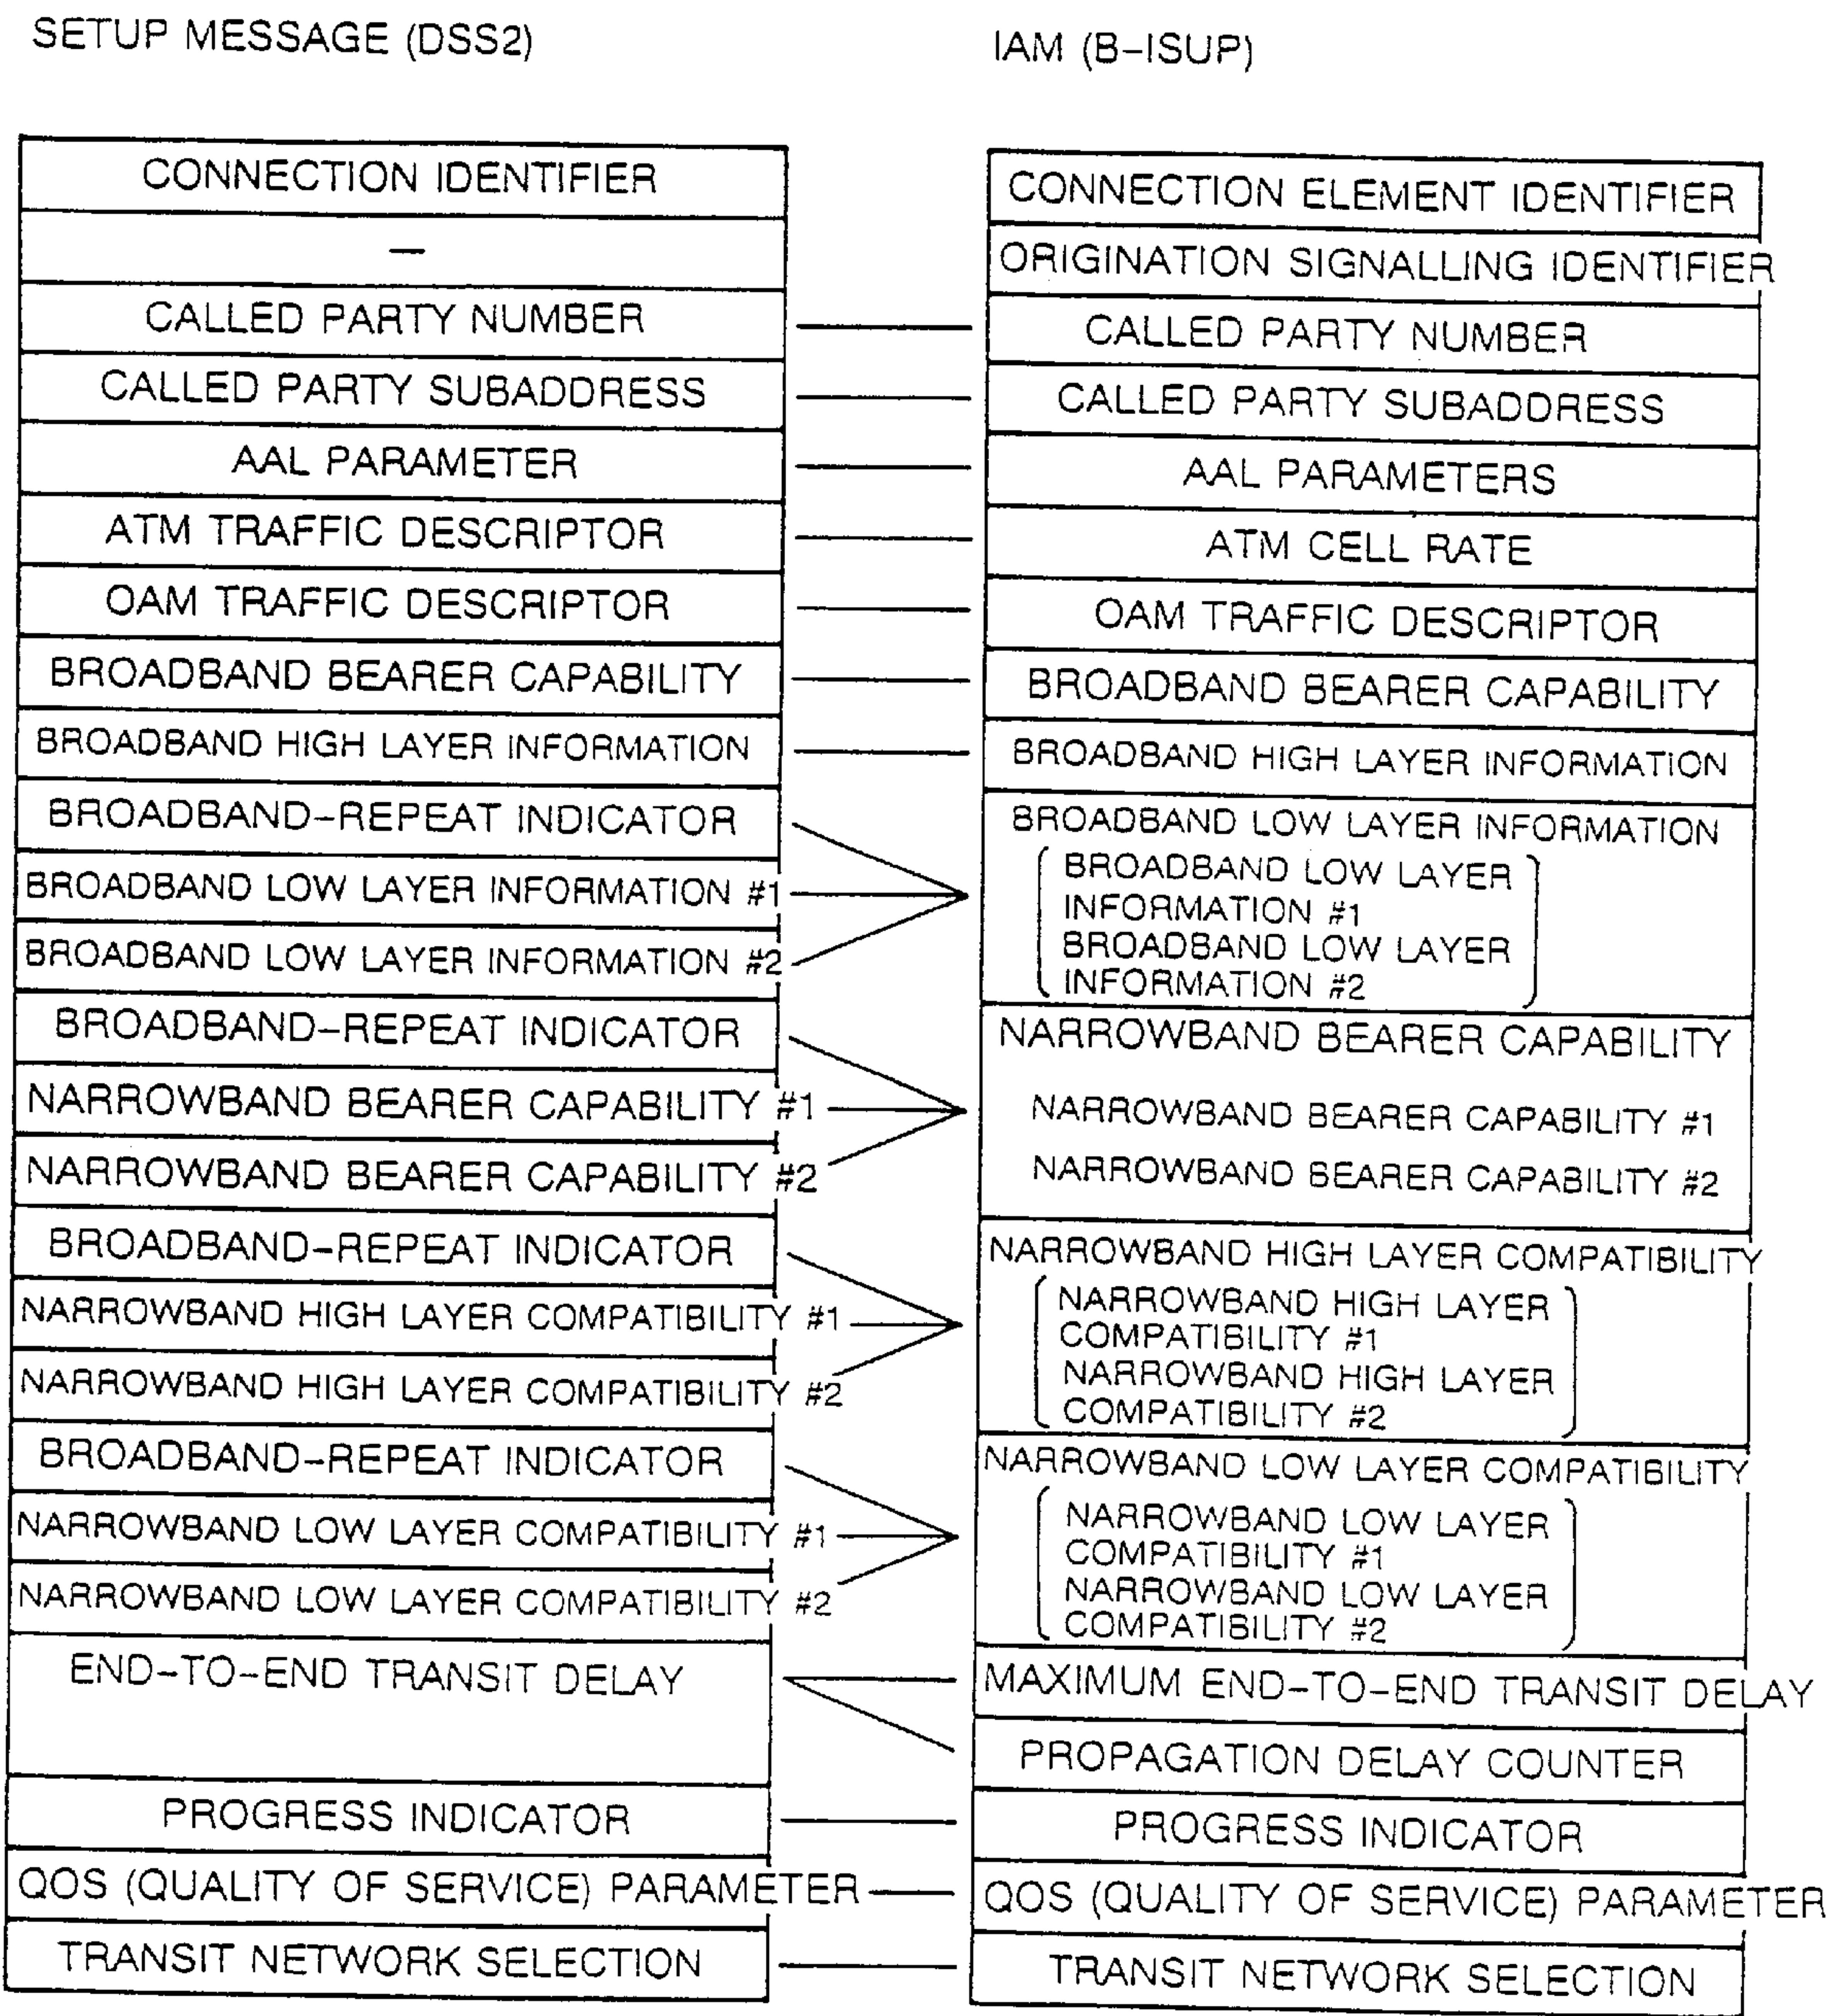 SETUP MESSAGE (DSS2)
CONNECTION IDENTIFIER
—
CALLED PARTY NUMBER
CALLED PARTY SUBADDRESS
AAL PARAMETER
ATM TRAFFIC DESCRIPTOR
OAM TRAFFIC DESCRIPTOR
BROADBAND BEARER CAPABILITY
BROADBAND HIGH LAYER INFORMATION
BROADBAND-REPEAT INDICATOR
BROADBAND LOW LAYER INFORMATION #1
BROADBAND LOW LAYER INFORMATION #2
BROADBAND-REPEAT INDICATOR
NARROWBAND BEARER CAPABILITY #1
NARROWBAND BEARER CAPABILITY #2
BROADBAND-REPEAT INDICATOR
NARROWBAND HIGH LAYER COMPATIBILITY #1
NARROWBAND HIGH LAYER COMPATIBILITY #2
BROADBAND-REPEAT INDICATOR
NARROWBAND LOW LAYER COMPATIBILITY #1
NARROWBAND LOW LAYER COMPATIBILITY #2
END-TO-END TRANSIT DELAY
PROGRESS INDICATOR
QOS (QUALITY OF SERVICE) PARAMETER
TRANSIT NETWORK SELECTION
IAM (B-ISUP)
CONNECTION ELEMENT IDENTIFIER
ORIGINATION SIGNALLING IDENTIFIER
CALLED PARTY NUMBER
CALLED PARTY SUBADDRESS
AAL PARAMETERS
ATM CELL RATE
OAM TRAFFIC DESCRIPTOR
BROADBAND BEARER CAPABILITY
BROADBAND HIGH LAYER INFORMATION
BROADBAND LOW LAYER INFORMATION
BROADBAND LOW LAYER
INFORMATION #1
BROADBAND LOW LAYER
INFORMATION #2
NARROWBAND BEARER CAPABILITY
NARROWBAND BEARER CAPABILITY #1
NARROWBAND BEARER CAPABILITY #2
NARROWBAND HIGH LAYER COMPATIBILITY
NARROWBAND HIGH LAYER
COMPATIBILITY #1
NARROWBAND HIGH LAYER
COMPATIBILITY #2
NARROWBAND LOW LAYER COMPATIBILITY
NARROWBAND LOW LAYER
COMPATIBILITY #1
NARROWBAND LOW LAYER
COMPATIBILITY #2
MAXIMUM END-TO-END TRANSIT DELAY
PROPAGATION DELAY COUNTER
PROGRESS INDICATOR
QOS (QUALITY OF SERVICE) PARAMETER
TRANSIT NETWORK SELECTION